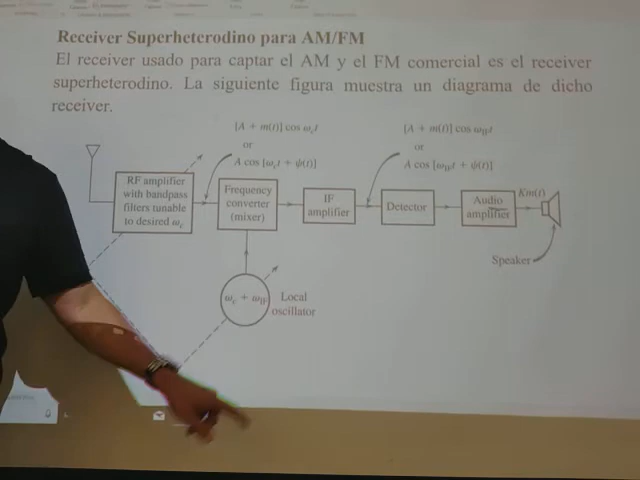 Receiver Superheterodino para AM/FM
El receiver usado para captar el AM y el FM comercial es el receiver
superheterodino. La siguiente figura muestra un diagrama de dicho
receiver.
[A + m(t)] cos ω_c t
or
A cos [ω_c t + ψ(t)]
[A + m(t)] cos ω_IF t
or
A cos [ω_IF t + ψ(t)]
RF amplifier
with bandpass
filters tunable
to desired ω_c
Frequency
converter
(mixer)
IF
amplifier
Detector
Audio
amplifier
Km(t)
Speaker
ω_c + ω_IF
Local
oscillator